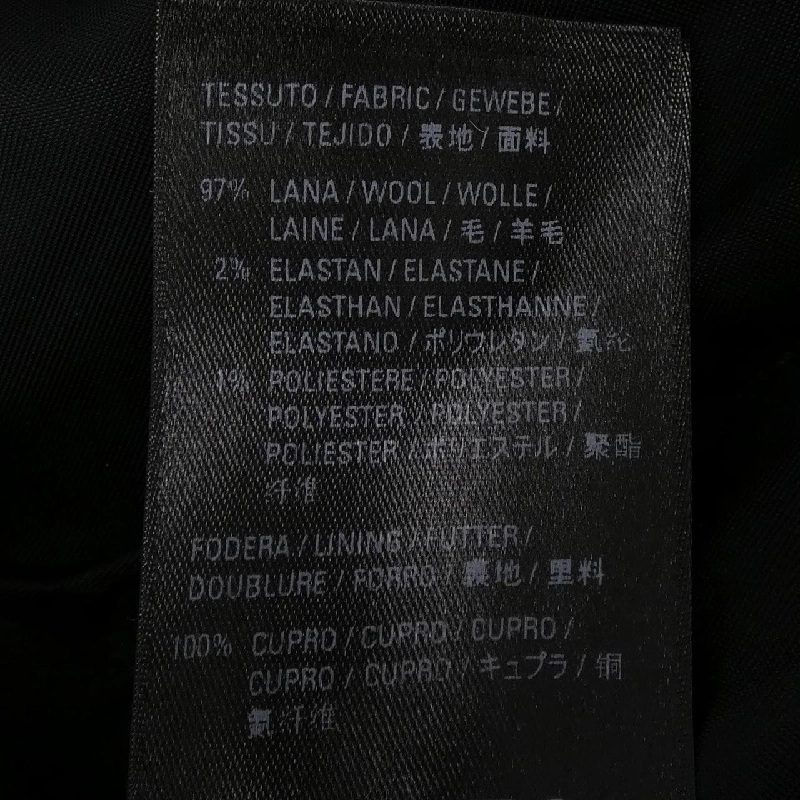 TESSUTO / FABRIC / GEWEBE /
TISSU / TEJIDO / 表地 / 面料
97% LANA / WOOL / WOLLE /
LAINE / LANA / 毛 / 羊毛
2% ELASTAN / ELASTANE /
ELASTHAN / ELASTHANNE /
ELASTANO / ポリウレタン / 氨纶
1% POLIESTERE / POLYESTER /
POLYESTER / POLYESTER /
POLIESTER / ポリエステル / 聚酯
纤维
FODERA / LINING / FUTTER /
DOUBLURE / FORRO / 裏地 / 里料
100% CUPRO / CUPRO / CUPRO /
CUPRO / CUPRO / キュプラ / 铜
氨纤维